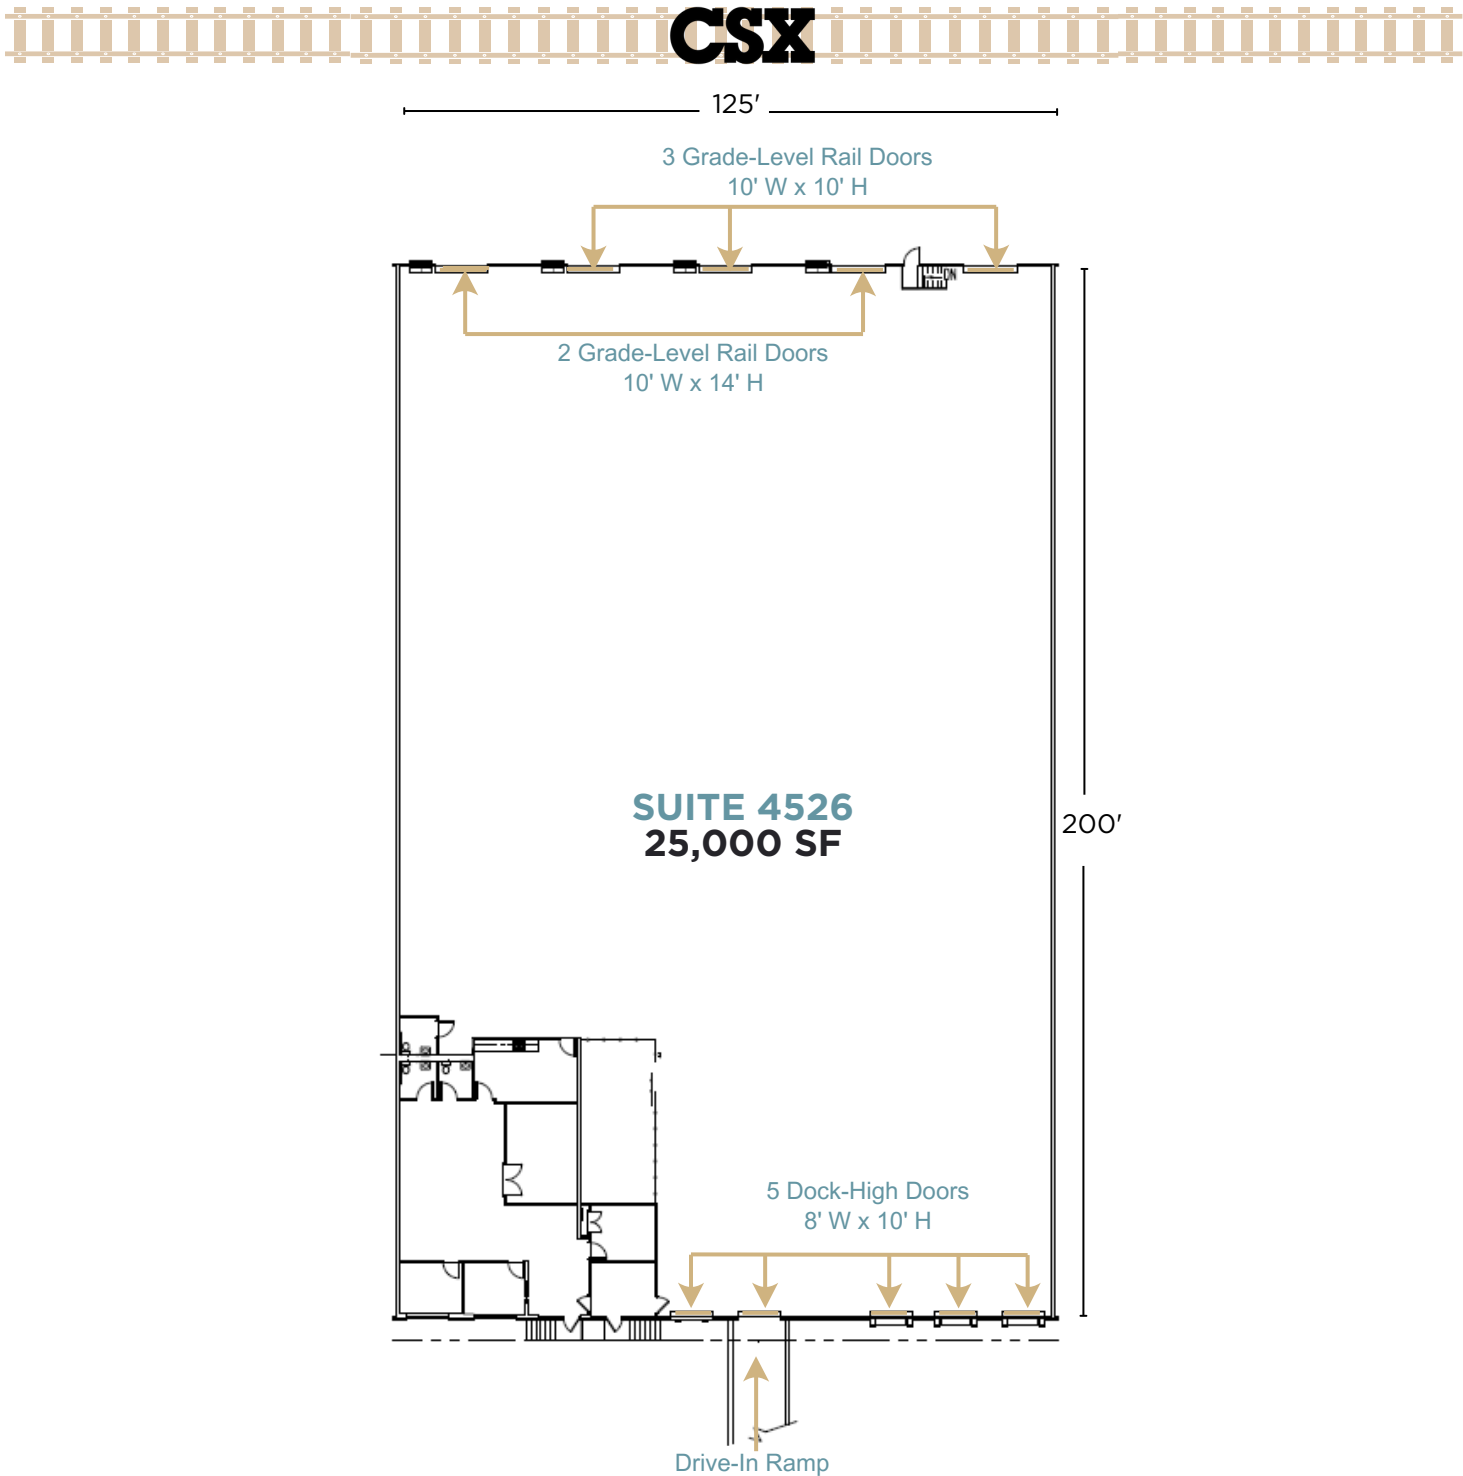 CSX
125'
3 Grade-Level Rail Doors
10' W x 10' H
DN
2 Grade-Level Rail Doors
10' W x 14' H
SUITE 4526
25,000 SF
200'
5 Dock-High Doors
8' W x 10' H
Drive-In Ramp